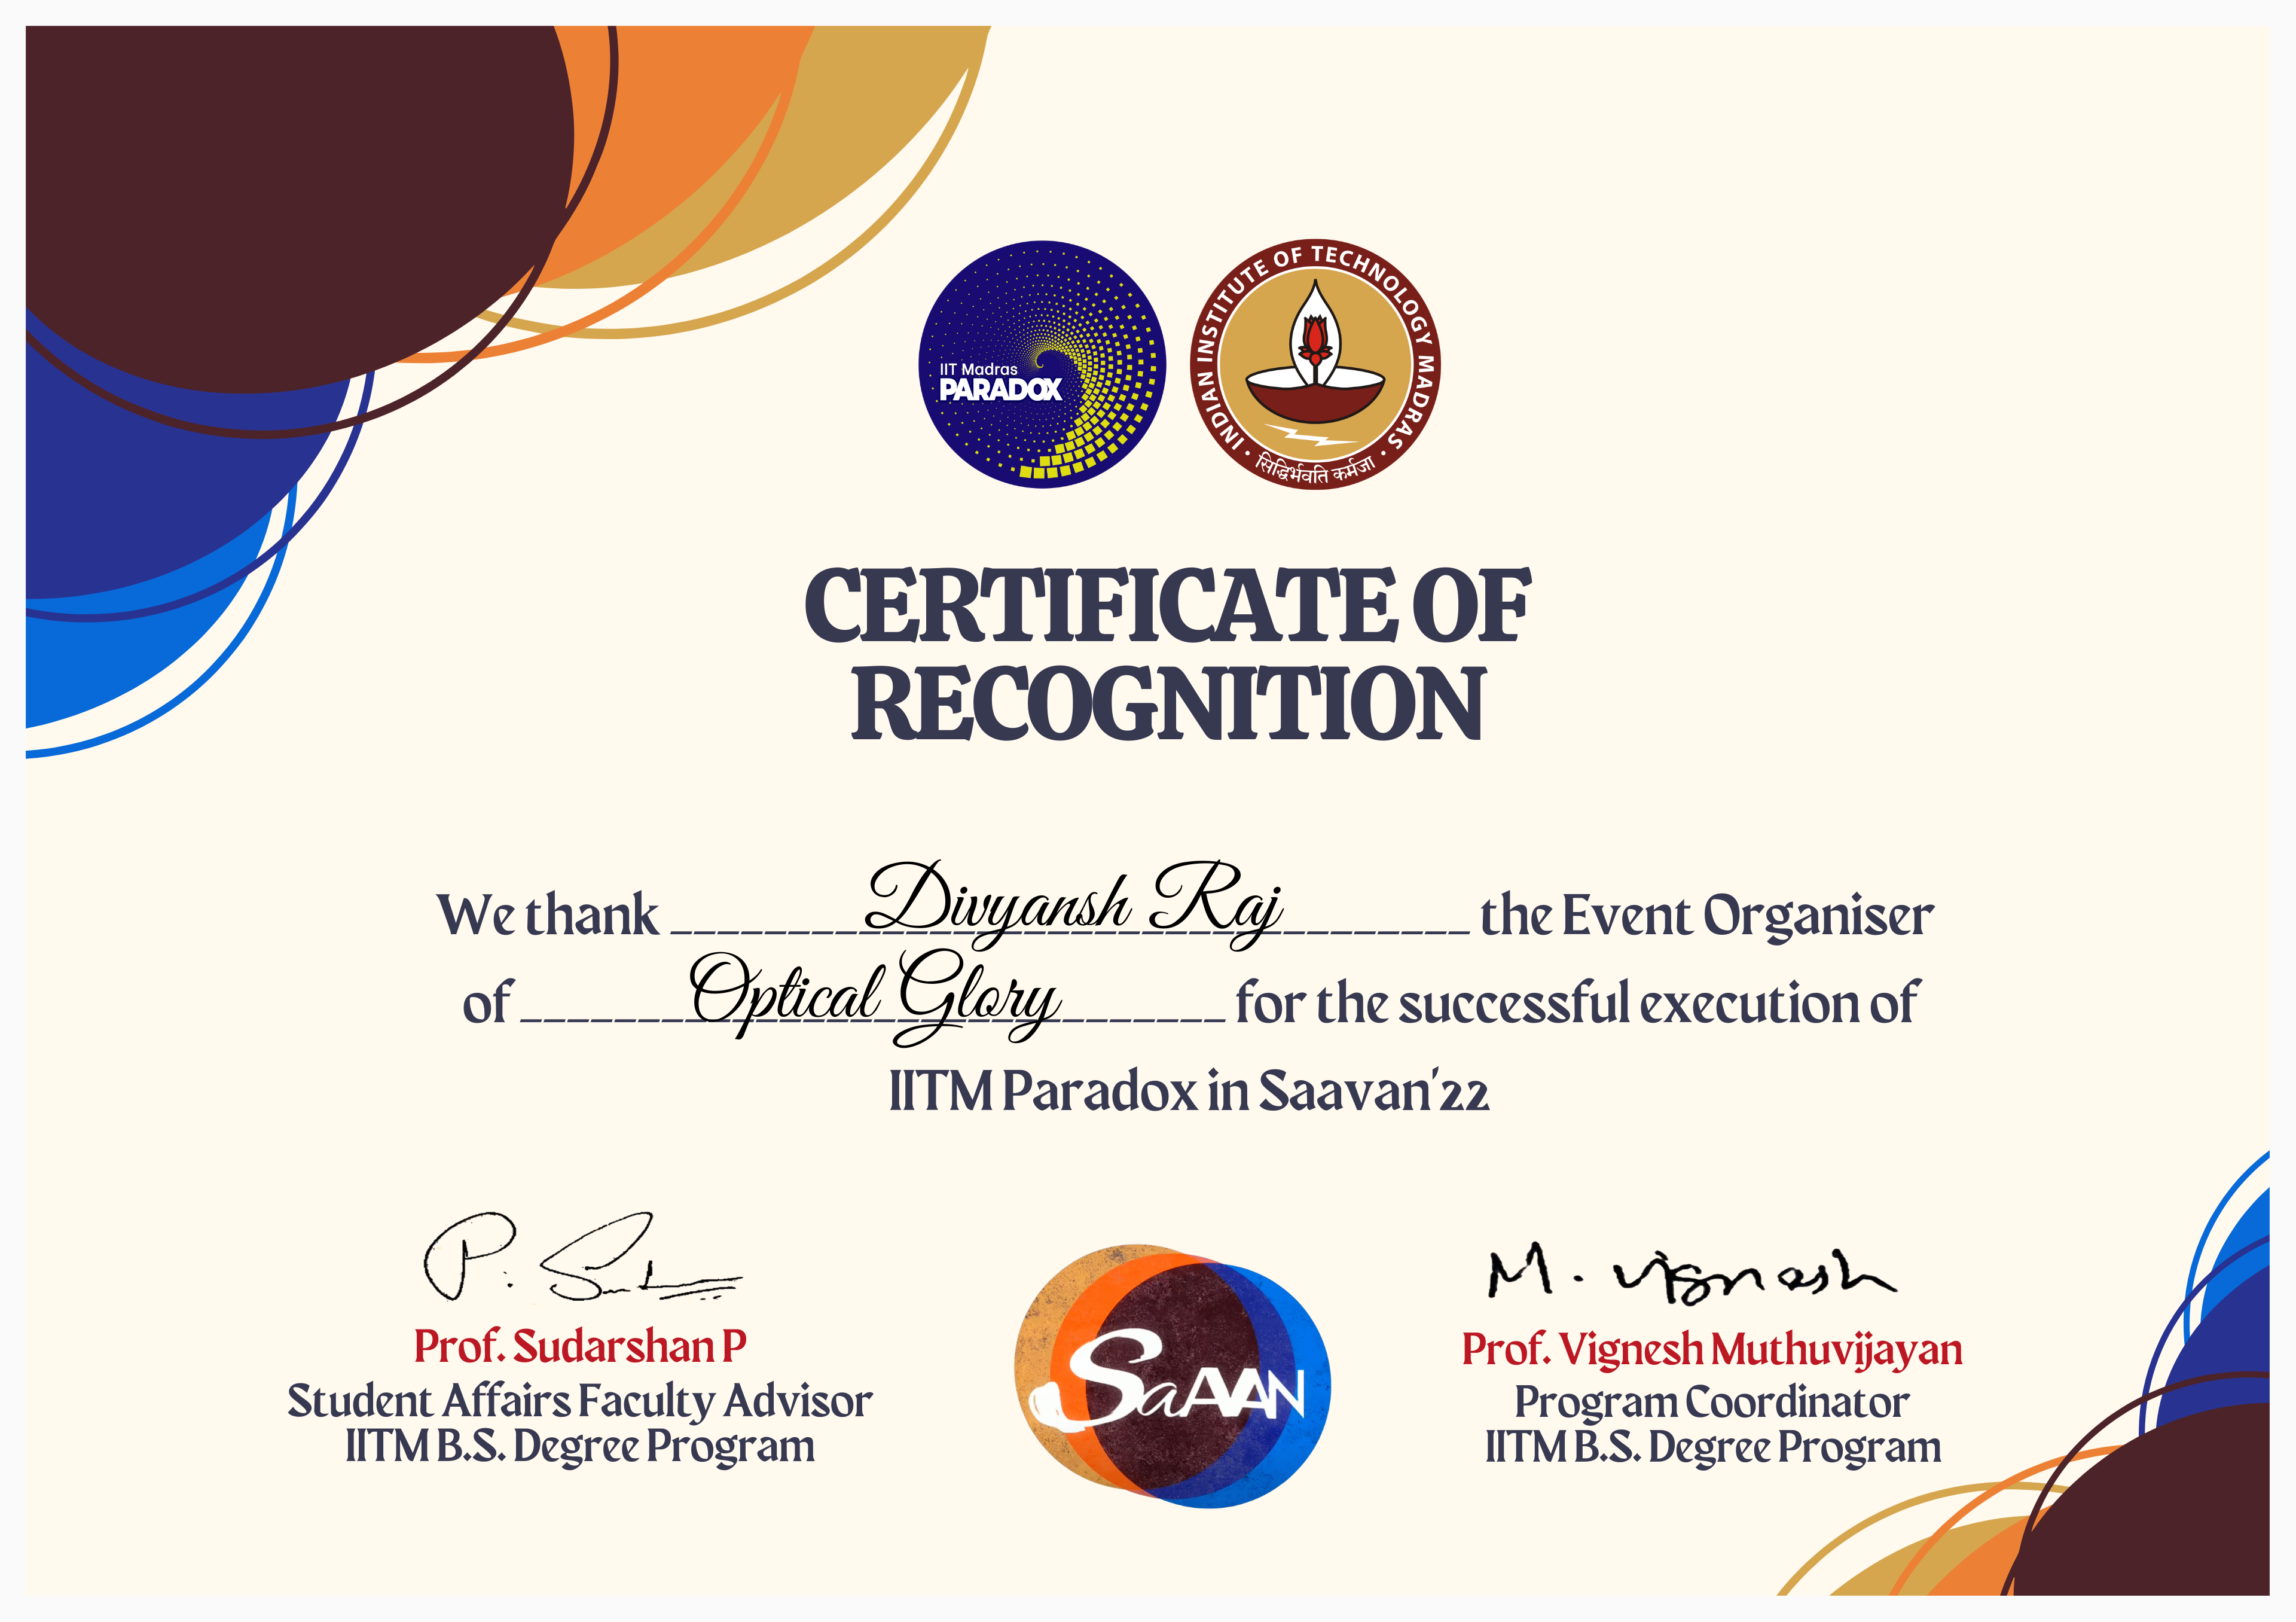 IIT Madras
PARADOX
INDIAN INSTITUTE OF TECHNOLOGY MADRAS
सिद्धिर्भवति कर्मजा
CERTIFICATE OF
RECOGNITION
We thank Divyansh Raj the Event Organiser
of Optical Glory for the successful execution of
IITM Paradox in Saavan'22
P. Sud
M. Vignesh
Prof. Sudarshan P
Student Affairs Faculty Advisor
IITM B.S. Degree Program
SaAVAN
Prof. Vignesh Muthuvijayan
Program Coordinator
IITM B.S. Degree Program